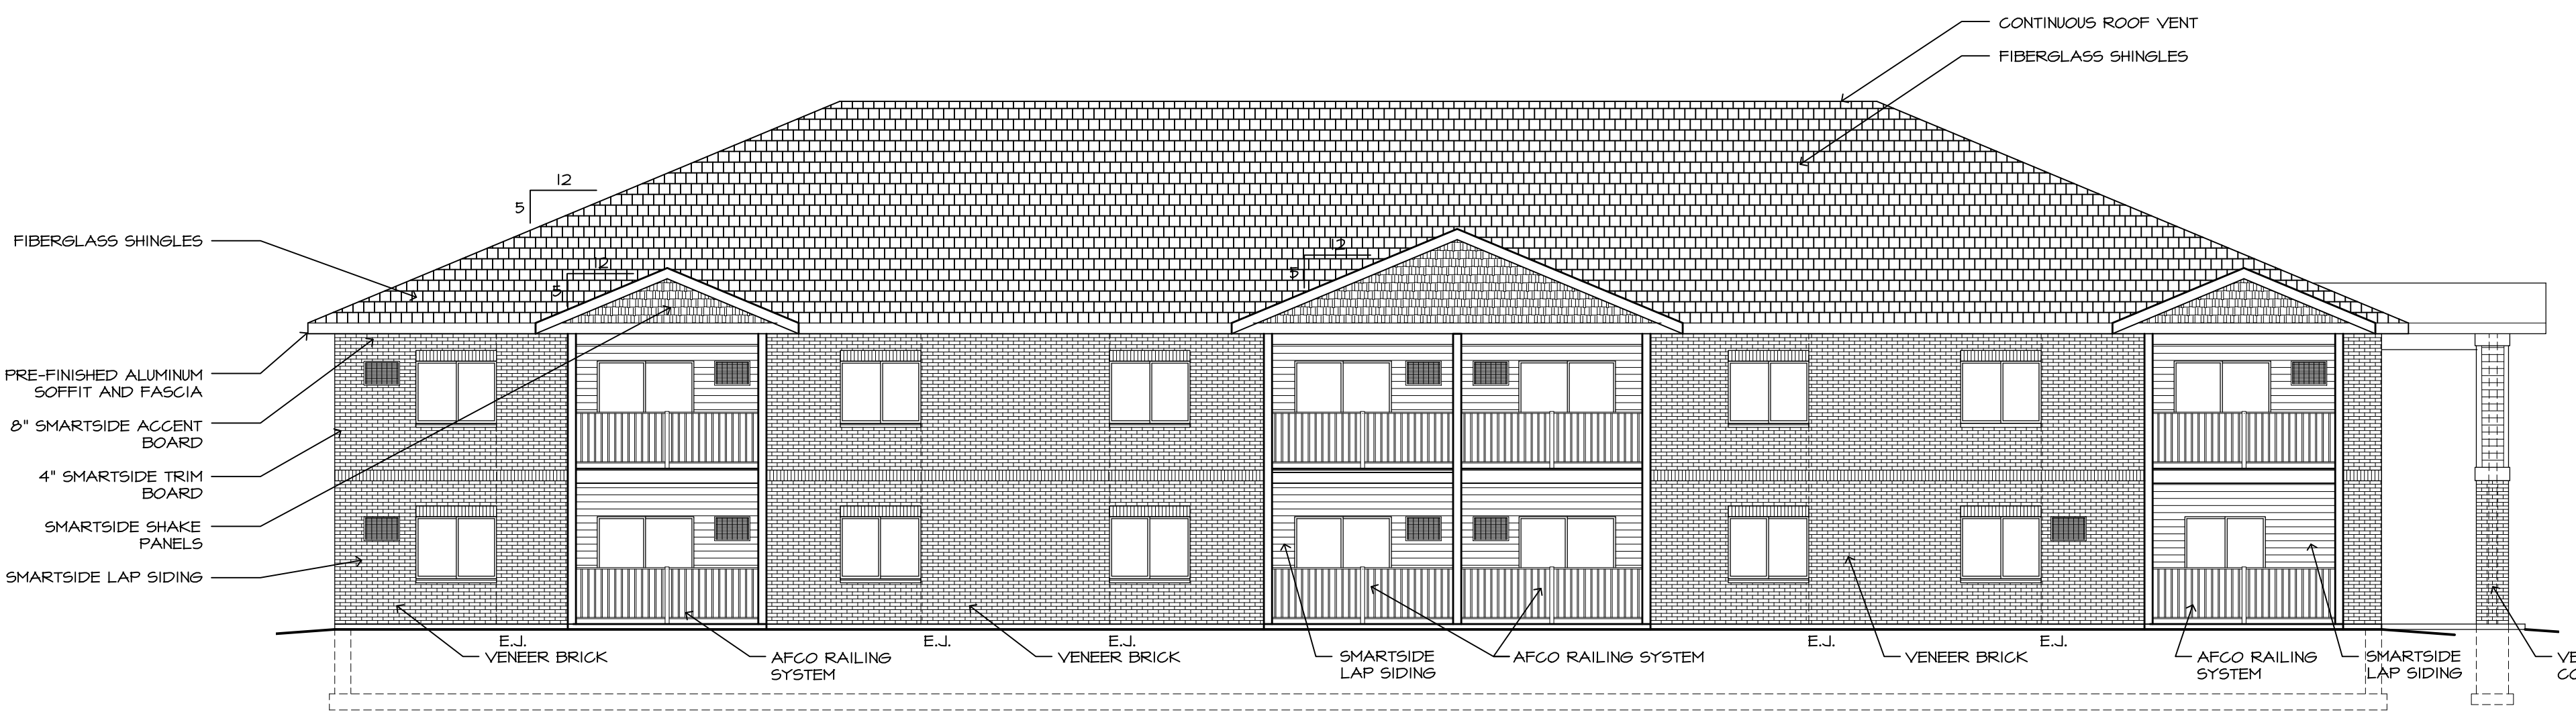 CONTINUOUS ROOF VENT
FIBERGLASS SHINGLES
12
5
FIBERGLASS SHINGLES
12
5
12
5
PRE-FINISHED ALUMINUM
SOFFIT AND FASCIA
8" SMARTSIDE ACCENT
BOARD
4" SMARTSIDE TRIM
BOARD
SMARTSIDE SHAKE
PANELS
SMARTSIDE LAP SIDING
E.J.
E.J.
E.J.
E.J.
E.J.
VENEER BRICK
AFCO RAILING
SYSTEM
VENEER BRICK
SMARTSIDE
LAP SIDING
AFCO RAILING SYSTEM
VENEER BRICK
AFCO RAILING
SYSTEM
SMARTSIDE
LAP SIDING